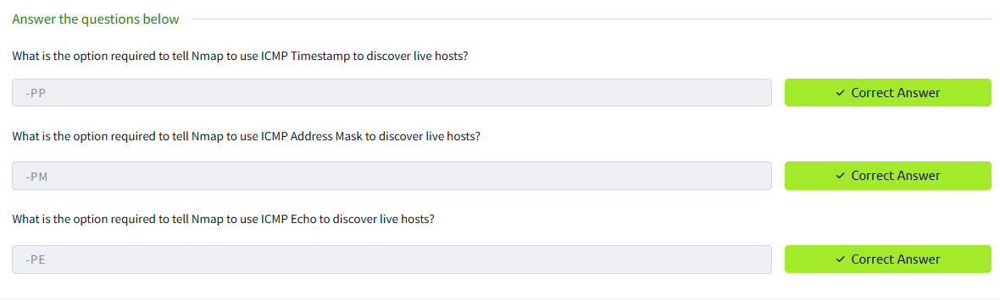 Answer the questions below
What is the option required to tell Nmap to use ICMP Timestamp to discover live hosts?
-PP
✓ Correct Answer
What is the option required to tell Nmap to use ICMP Address Mask to discover live hosts?
-PM
✓ Correct Answer
What is the option required to tell Nmap to use ICMP Echo to discover live hosts?
-PE
✓ Correct Answer